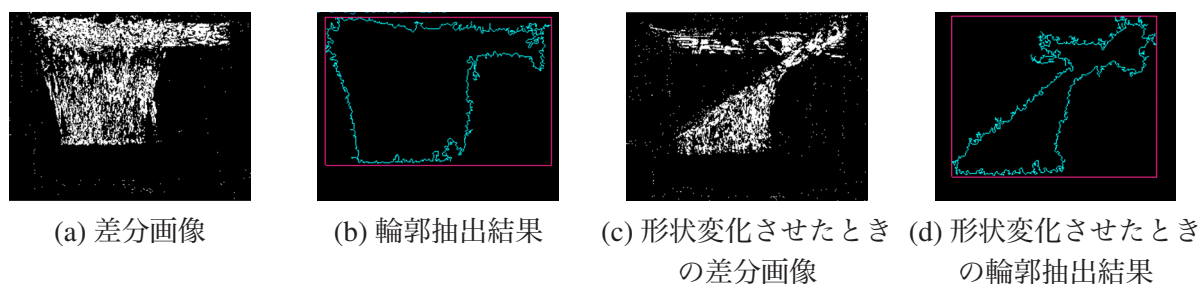 (a) 差分画像
(b) 輪郭抽出結果
(c) 形状変化させたとき
の差分画像
(d) 形状変化させたとき
の輪郭抽出結果